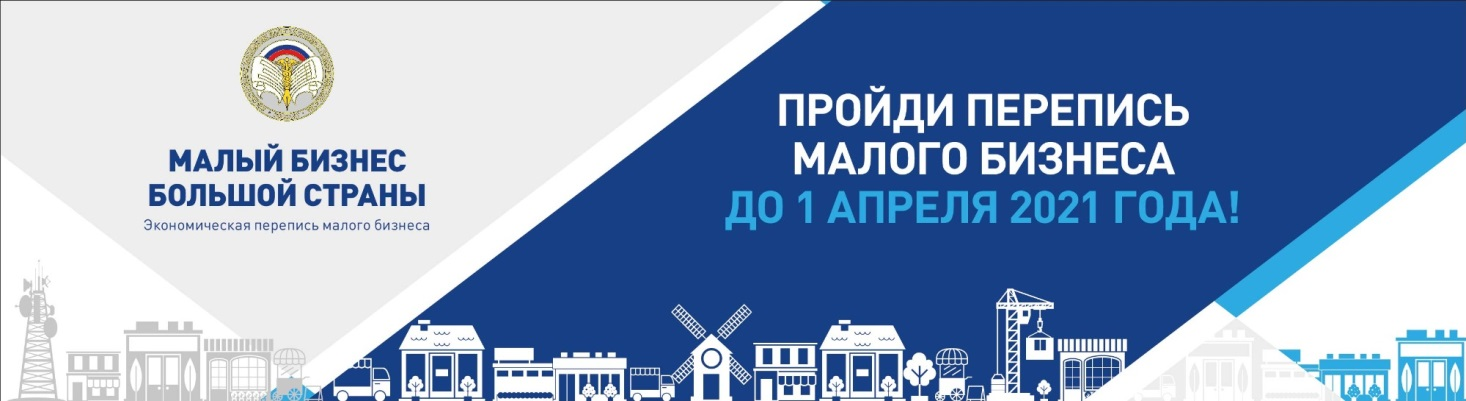 МАЛЫЙ БИЗНЕС
БОЛЬШОЙ СТРАНЫ
Экономическая перепись малого бизнеса
ПРОЙДИ ПЕРЕПИСЬ
МАЛОГО БИЗНЕСА
ДО 1 АПРЕЛЯ 2021 ГОДА!